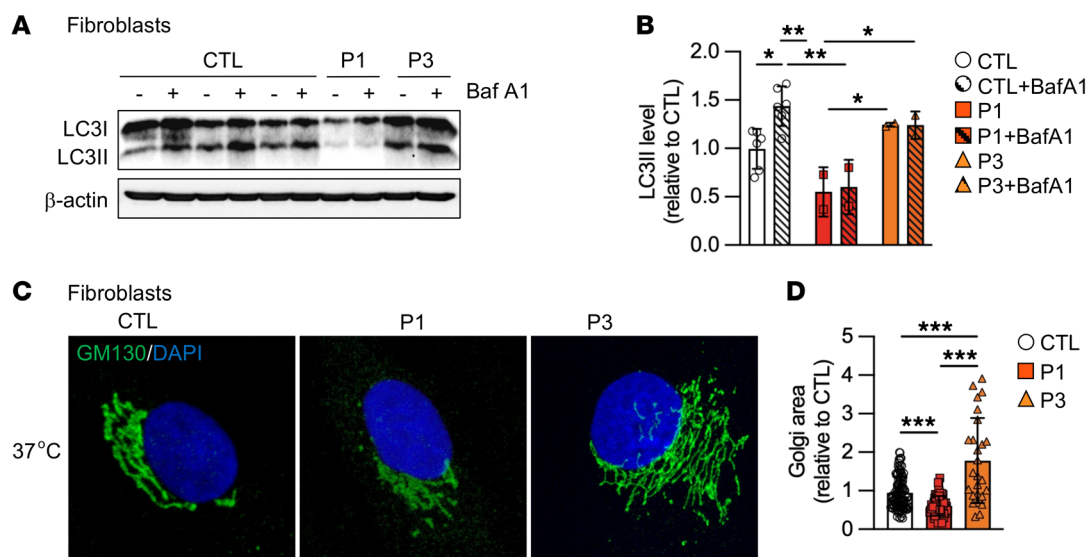 A
Fibroblasts
CTL P1 P3
- + - + - + - + - + Baf A1
LC3I
LC3II
β-actin
B
LC3II level
(relative to CTL)
2.0
1.5
1.0
0.5
0.0
** *
* **
*
CTL
CTL+BafA1
P1
P1+BafA1
P3
P3+BafA1
C
Fibroblasts
CTL P1 P3
GM130/DAPI
37°C
D
Golgi area
(relative to CTL)
5
4
3
2
1
0
***
***
***
CTL
P1
P3